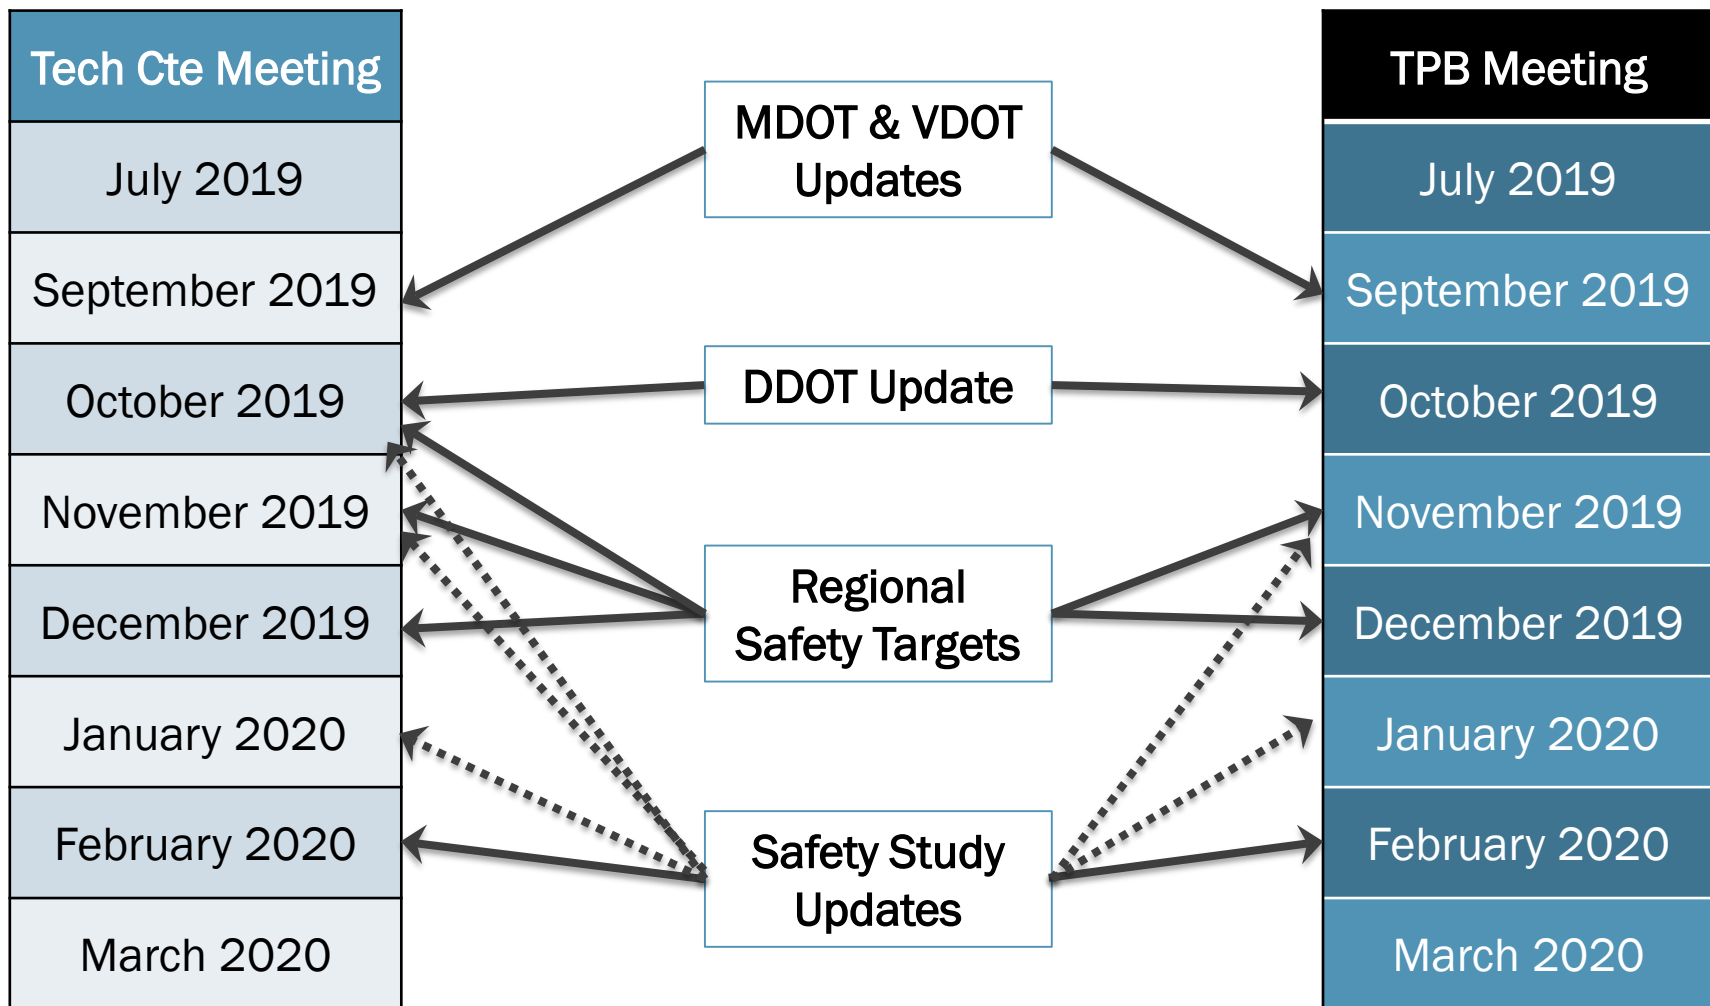 Tech Cte Meeting
July 2019
September 2019
October 2019
November 2019
December 2019
January 2020
February 2020
March 2020
MDOT & VDOT
Updates
DDOT Update
Regional
Safety Targets
Safety Study
Updates
TPB Meeting
July 2019
September 2019
October 2019
November 2019
December 2019
January 2020
February 2020
March 2020